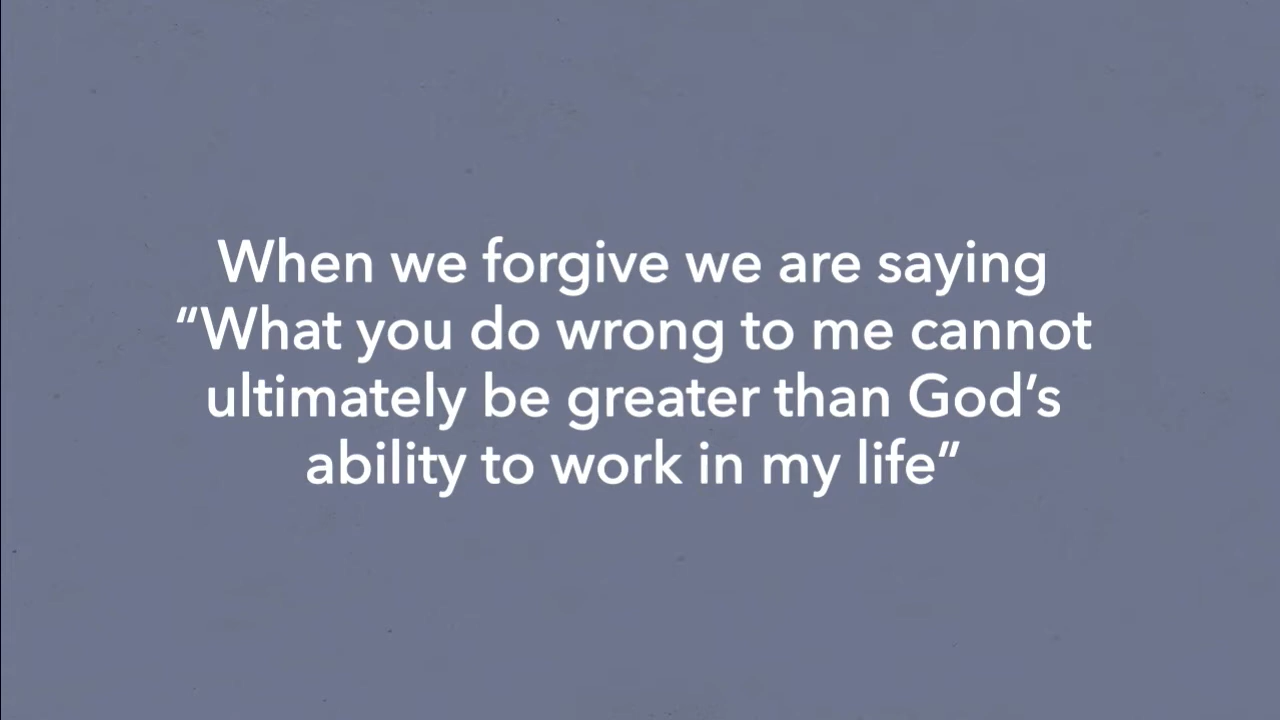 When we forgive we are saying
“What you do wrong to me cannot
ultimately be greater than God’s
ability to work in my life”